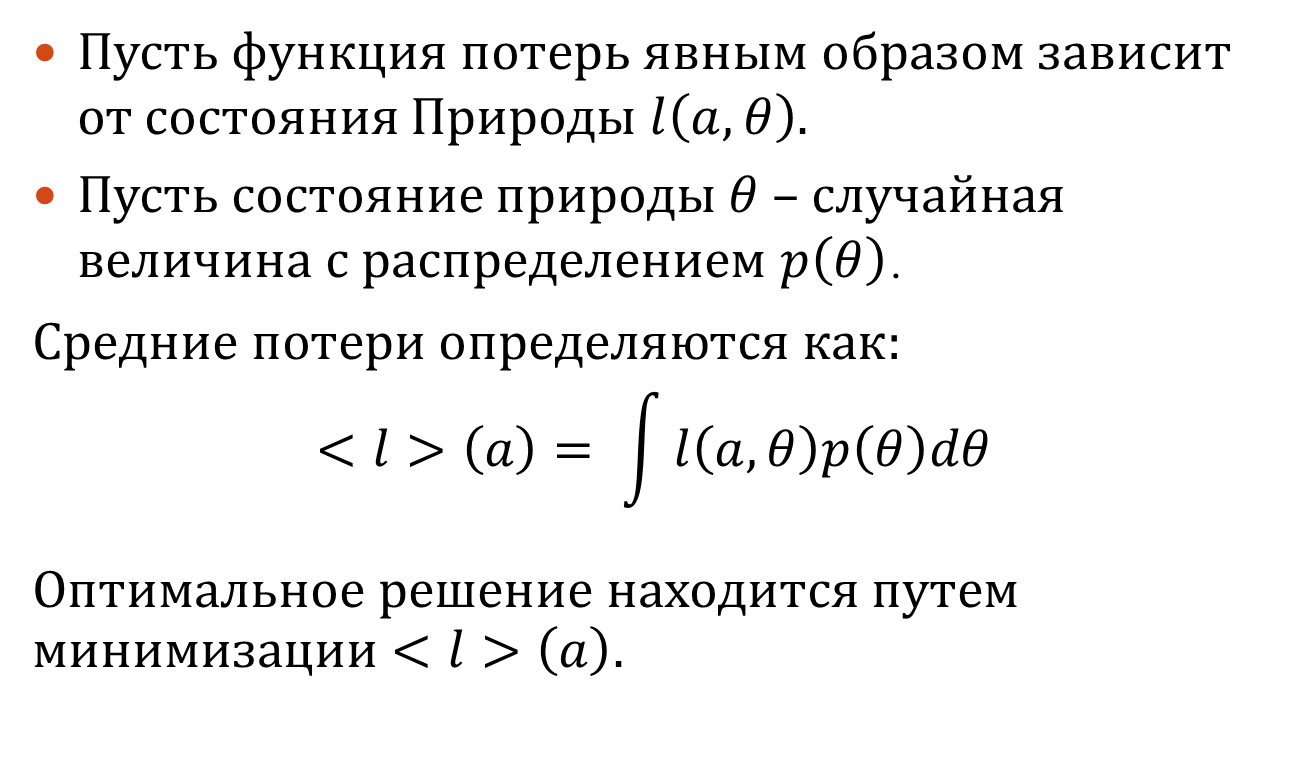 • Пусть функция потерь явным образом зависит
от состояния Природы l(a, θ).
• Пусть состояние природы θ – случайная
величина с распределением p(θ).
Средние потери определяются как:
< l > (a) = ∫ l(a, θ)p(θ)dθ
Оптимальное решение находится путем
минимизации < l > (a).